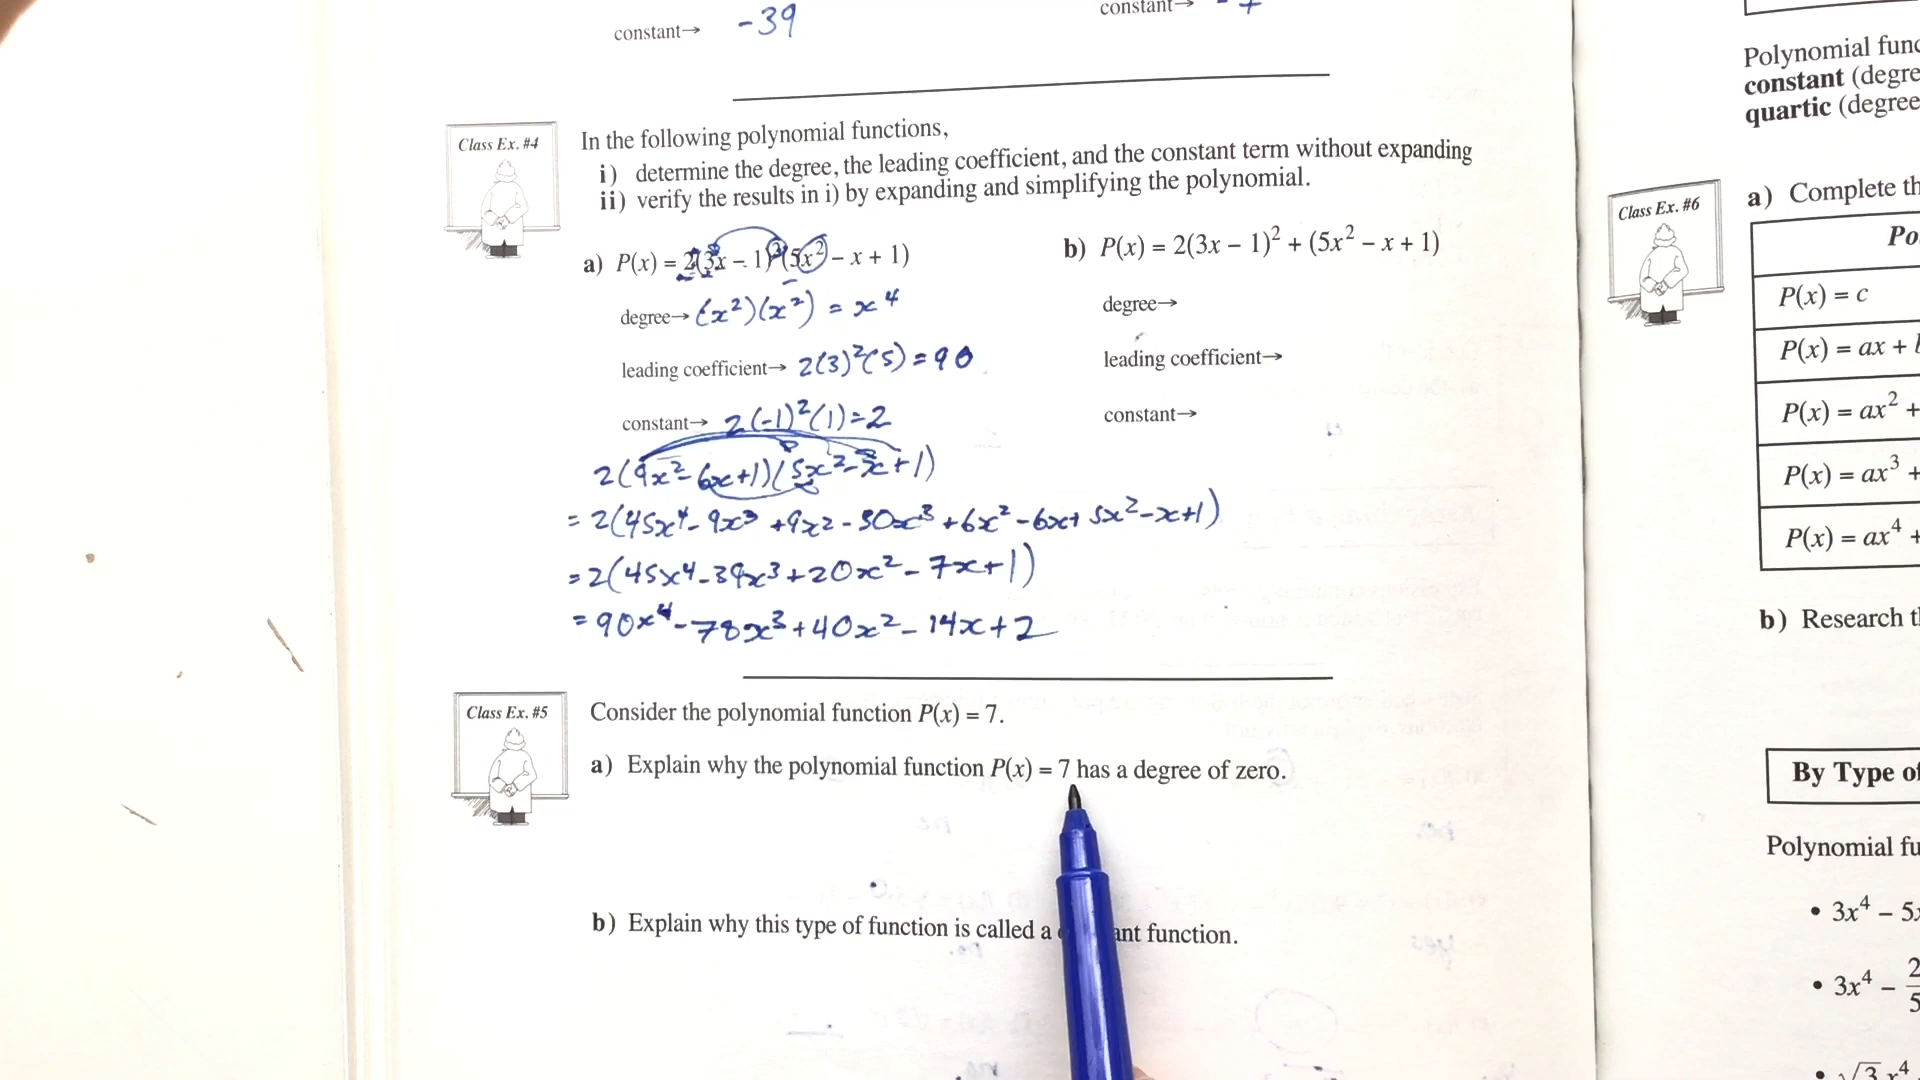 constant→ -39
constant→ -7
Class Ex. #4
In the following polynomial functions,
i) determine the degree, the leading coefficient, and the constant term without expanding
ii) verify the results in i) by expanding and simplifying the polynomial.
a) P(x) = 2(3x – 1)²(5x² – x + 1)
b) P(x) = 2(3x – 1)² + (5x² – x + 1)
degree→ (x²)(x²) = x⁴
degree→
leading coefficient→ 2(3)²(5) = 90
leading coefficient→
constant→ 2(-1)²(1) = 2
constant→
2(9x² - 6x + 1)(5x² - x + 1)
= 2(45x⁴ - 9x³ + 9x² - 30x³ + 6x² - 6x + 5x² - x + 1)
= 2(45x⁴ - 39x³ + 20x² - 7x + 1)
= 90x⁴ - 78x³ + 40x² - 14x + 2
Class Ex. #5
Consider the polynomial function P(x) = 7.
a) Explain why the polynomial function P(x) = 7 has a degree of zero.
b) Explain why this type of function is called a function.
Polynomial
constant (degre
quartic (degree
Class Ex. #6
a) Complete th
Po
P(x) = c
P(x) = ax +
P(x) = ax² +
P(x) = ax³ +
P(x) = ax⁴ +
b) Research t
By Type of
Polynomial fu
• 3x⁴ – 5
• 3x⁴ – 2/5
• √3 x⁴